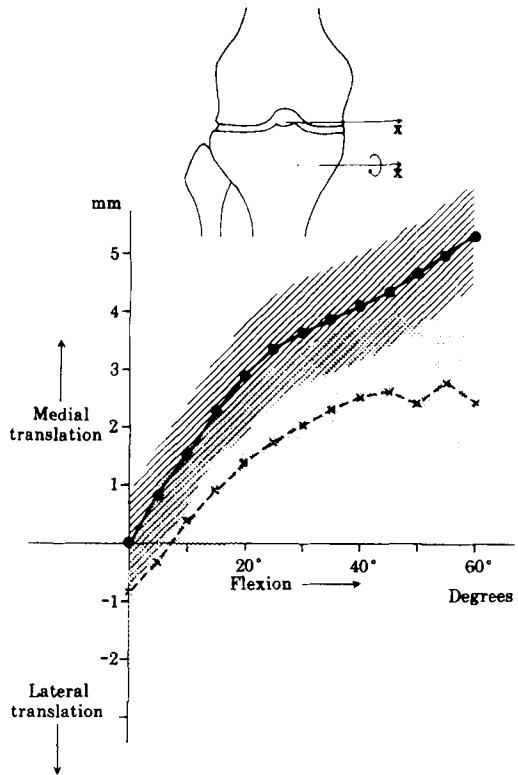 x
x
mm
5
4
3
2
1
-1
-2
Medial
translation
20°
40°
60°
Flexion
Degrees
Lateral
translation